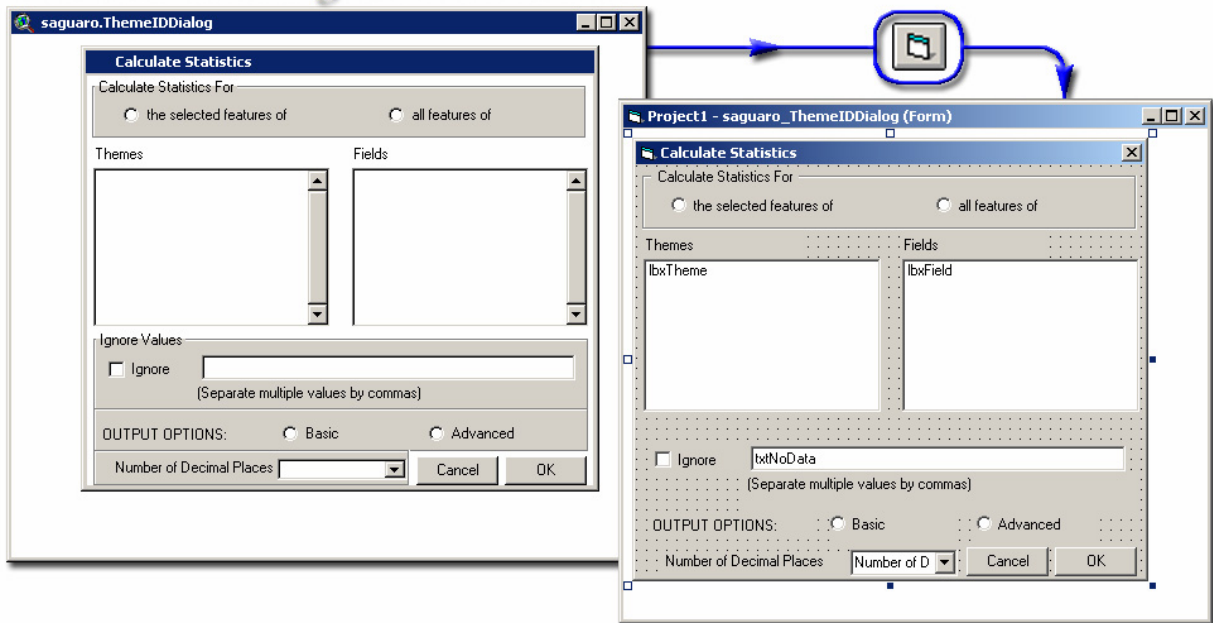 saguaro.ThemeIDDialog
Calculate Statistics
Calculate Statistics For
the selected features of
all features of
Themes
Fields
Ignore Values
Ignore
(Separate multiple values by commas)
OUTPUT OPTIONS:
Basic
Advanced
Number of Decimal Places
Cancel
OK
Project1 - saguaro_ThemeIDDialog (Form)
Calculate Statistics
Calculate Statistics For
the selected features of
all features of
Themes
Fields
lbxTheme
lbxField
Ignore
txtNoData
(Separate multiple values by commas)
OUTPUT OPTIONS:
Basic
Advanced
Number of Decimal Places
Number of D
Cancel
OK